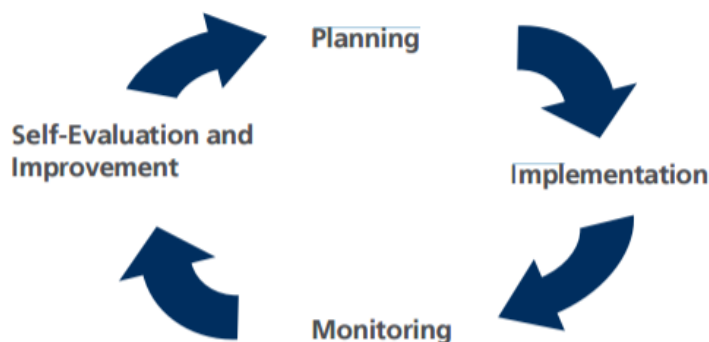 Planning
Self-Evaluation and
Improvement
Implementation
Monitoring